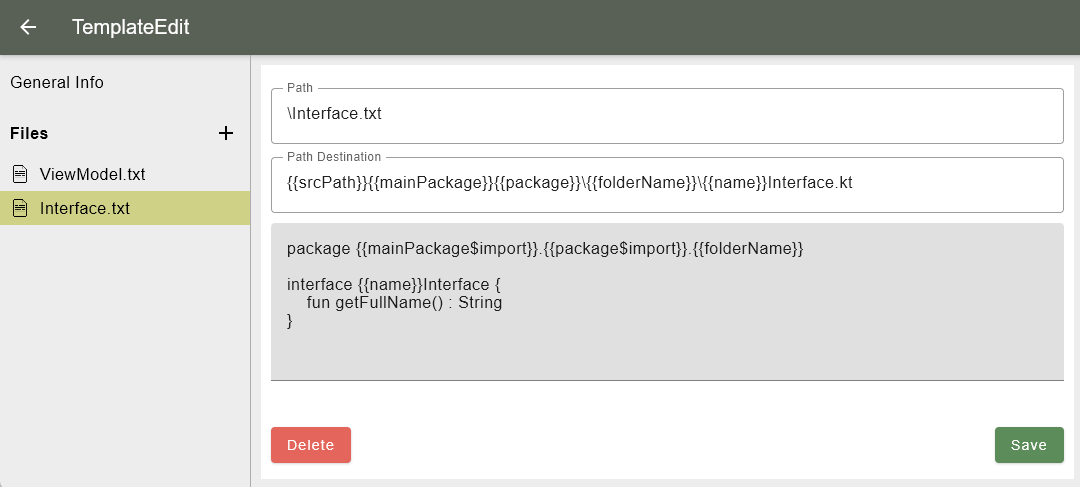 TemplateEdit
General Info
Files
ViewModel.txt
Interface.txt
Path
\Interface.txt
Path Destination
{{srcPath}}{{mainPackage}}{{package}}\{{folderName}}\{{name}}Interface.kt
package {{mainPackage$import}}.{{package$import}}.{{folderName}}
interface {{name}}Interface {
    fun getFullName() : String
}
Delete
Save